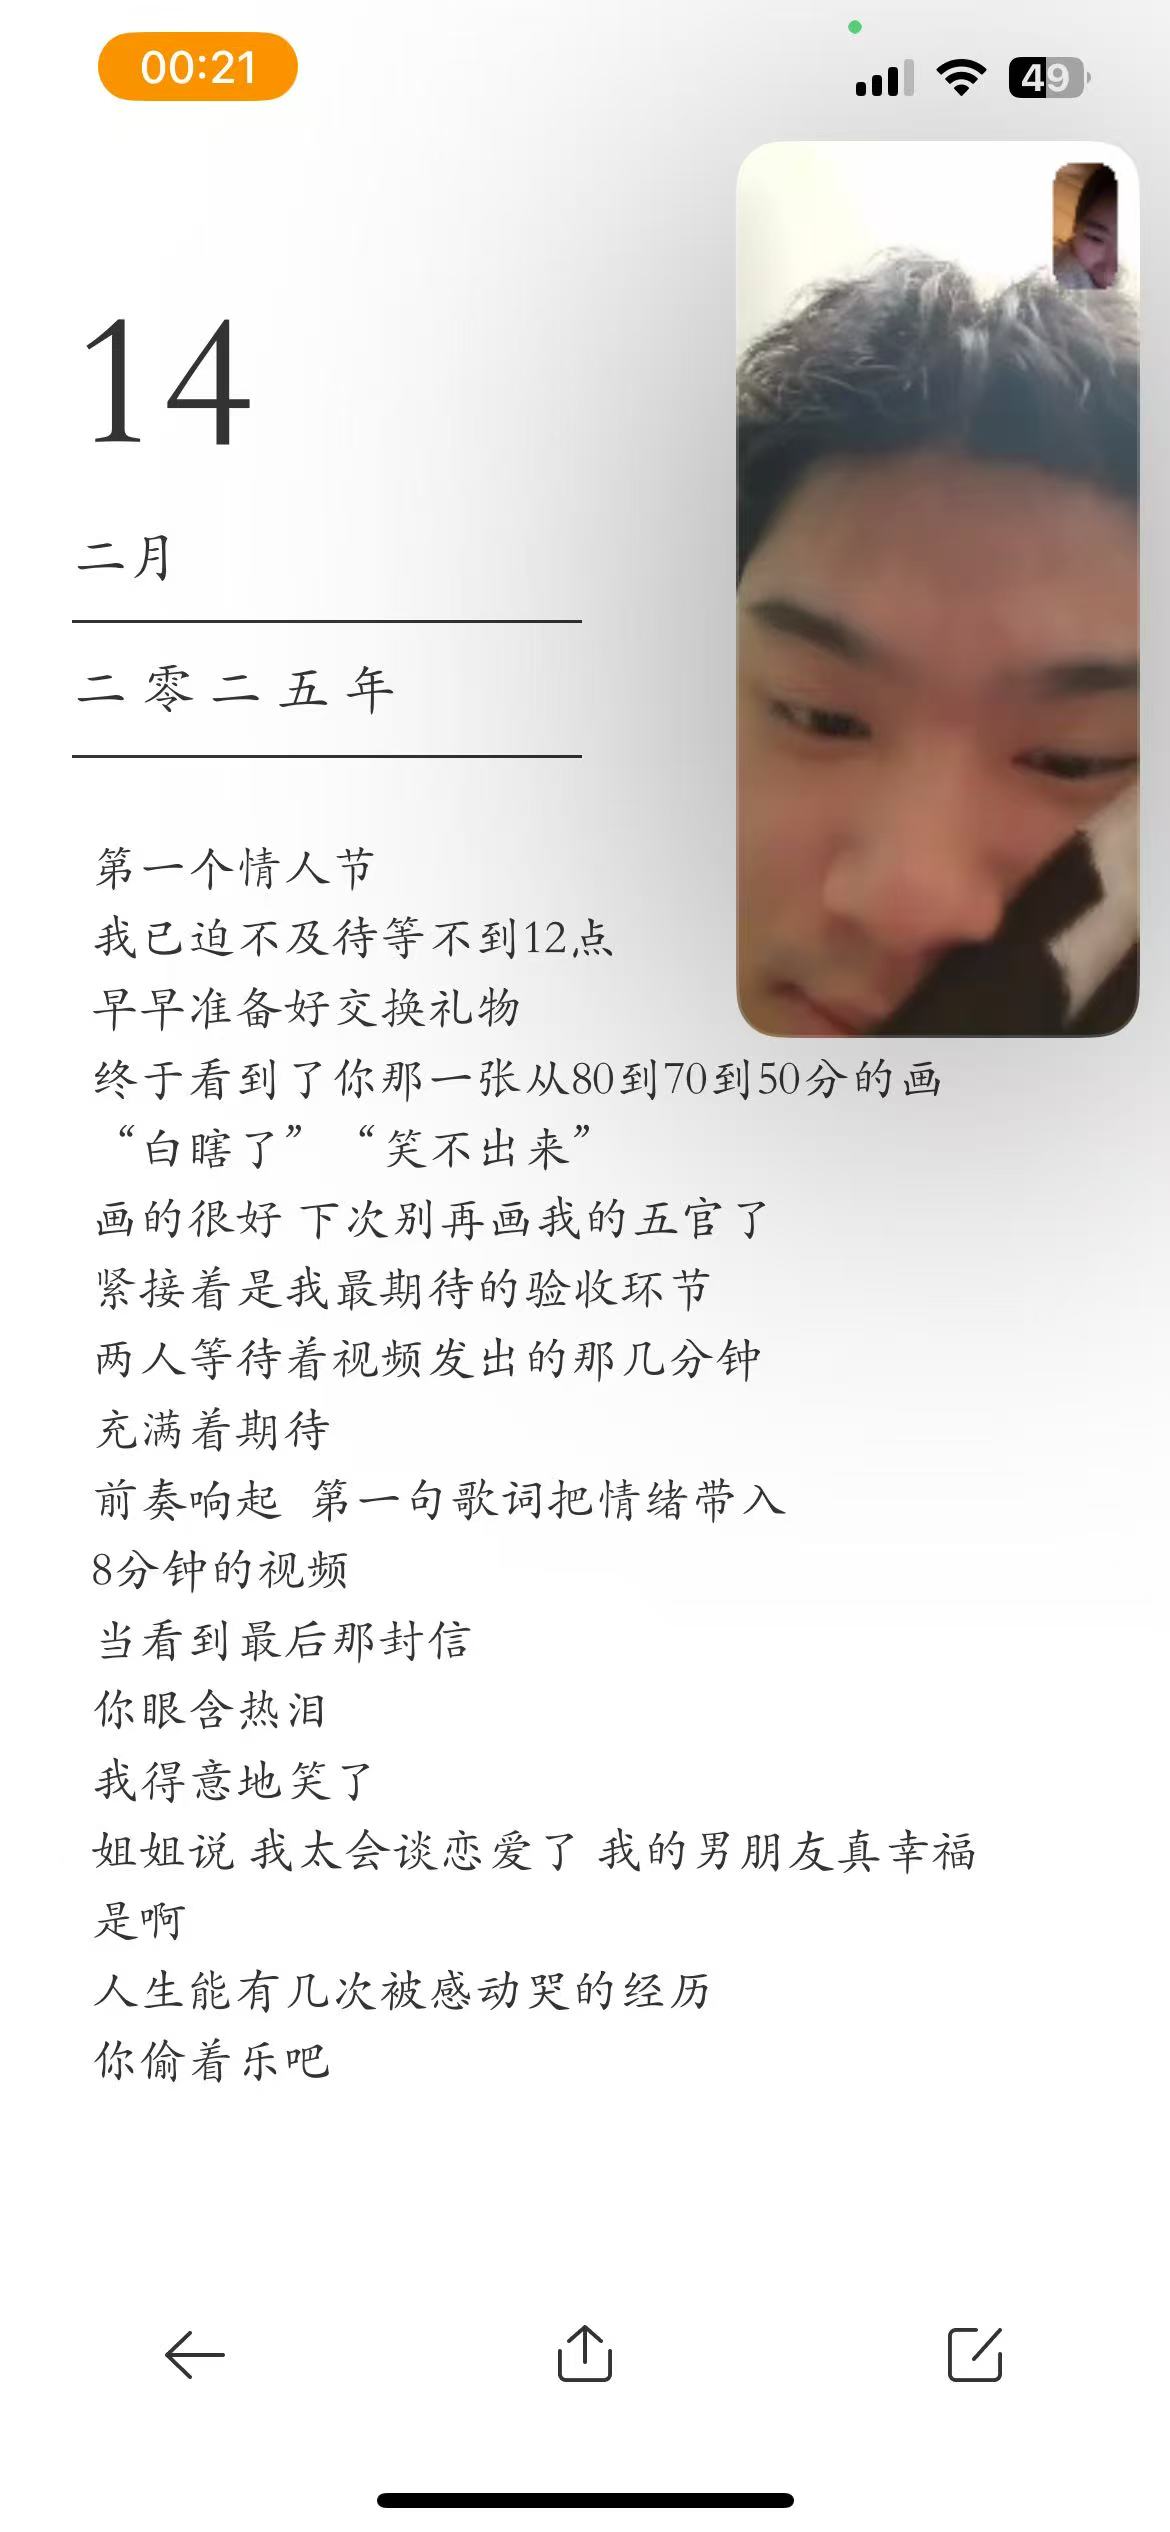 00:21
49
14
二月
二零二五年
第一个情人节
我已迫不及待等不到12点
早早准备好交换礼物
终于看到了你那一张从80到70到50分的画
“白瞎了” “笑不出来”
画的很好 下次别再画我的五官了
紧接着是我最期待的验收环节
两人等待着视频发出的那几分钟
充满着期待
前奏响起 第一句歌词把情绪带入
8分钟的视频
当看到最后那封信
你眼含热泪
我得意地笑了
姐姐说 我太会谈恋爱了 我的男朋友真幸福
是啊
人生能有几次被感动哭的经历
你偷着乐吧